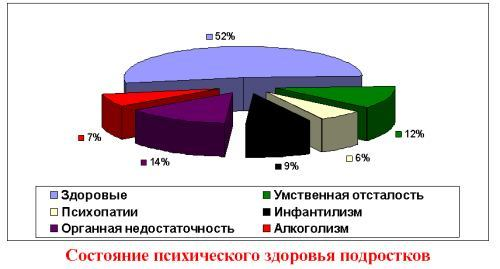 52%
7%
12%
14%
9%
6%
Здоровые
Умственная отсталость
Психопатии
Инфантилизм
Органная недостаточность
Алкоголизм
Состояние психического здоровья подростков